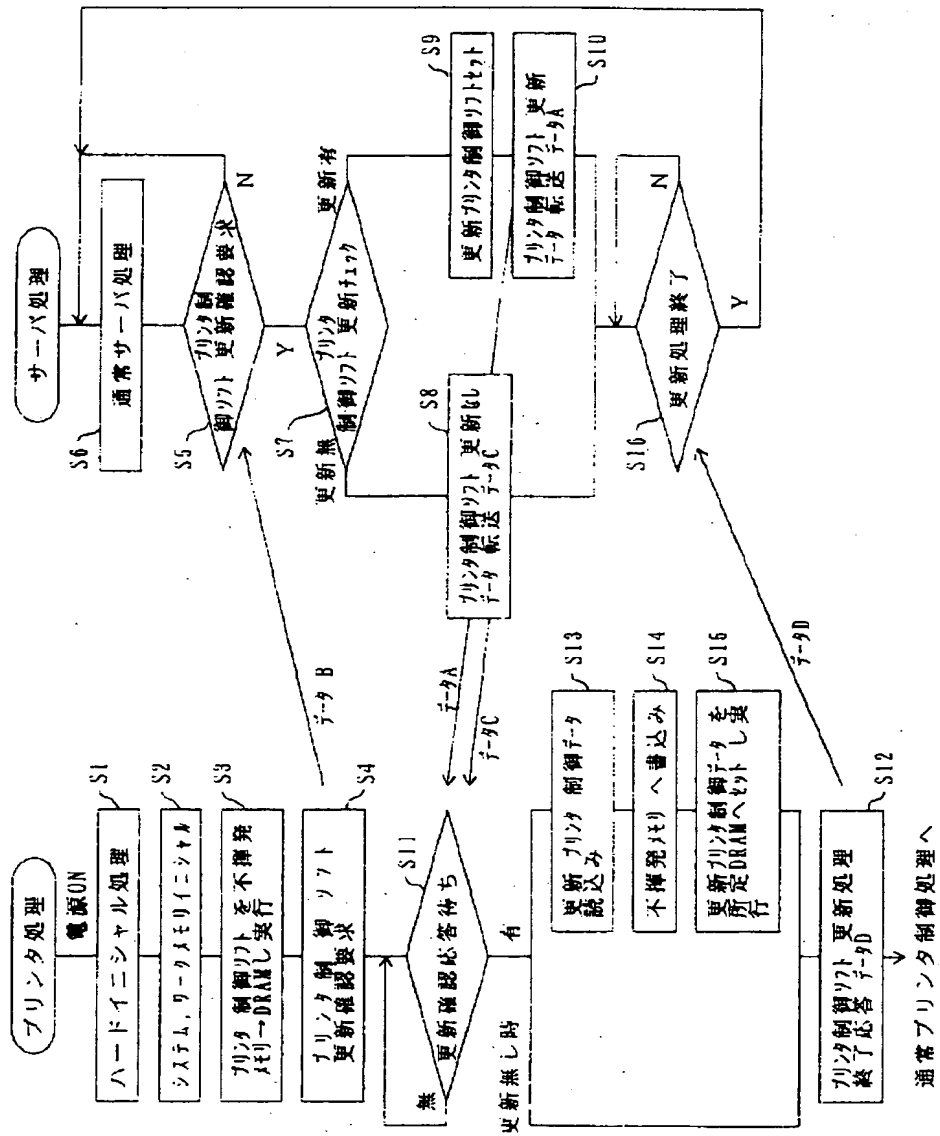 プリンタ処理
電源ON
S1
ハードイニシャル処理
S2
システム,ワークメモリイニシャル
S3
プリンタ制御ソフトを不揮発
メモリー→DRAMし実行
S4
プリンタ制御ソフト
更新確認要求
S11
更新確認応答待ち
無
有
更新無し時
S13
更新プリンタ制御データ
読込み
S14
不揮発メモリへ書込み
S16
更新プリンタ制御データを
所定DRAMへセットし実
行
S12
プリンタ制御ソフト更新処理
終了応答 データD
通常プリンタ制御処理へ
データB
データA
データC
データD
サーバ処理
S6
通常サーバ処理
S5
プリンタ制
御ソフト更新確認要求
N
Y
S7
プリンタ
制御ソフト更新チェック
更新無
更新有
S8
プリンタ制御ソフト更新なし
データ転送 データC
S9
更新プリンタ制御ソフトセット
S10
プリンタ制御ソフト更新
データ転送 データA
S16
更新処理終了
N
Y